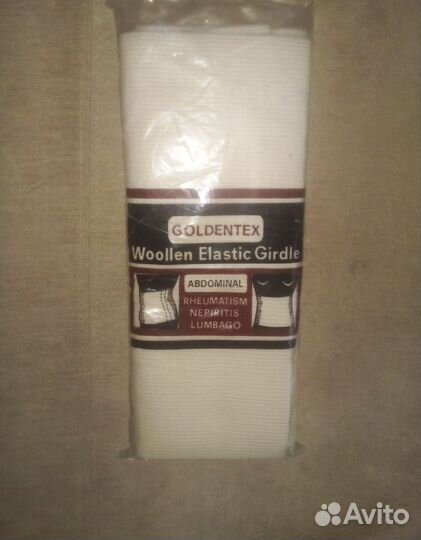 GOLDENTEX
Woollen Elastic Girdle
ABDOMINAL
RHEUMATISM
NEPIRITIS
LUMBAGO
Avito